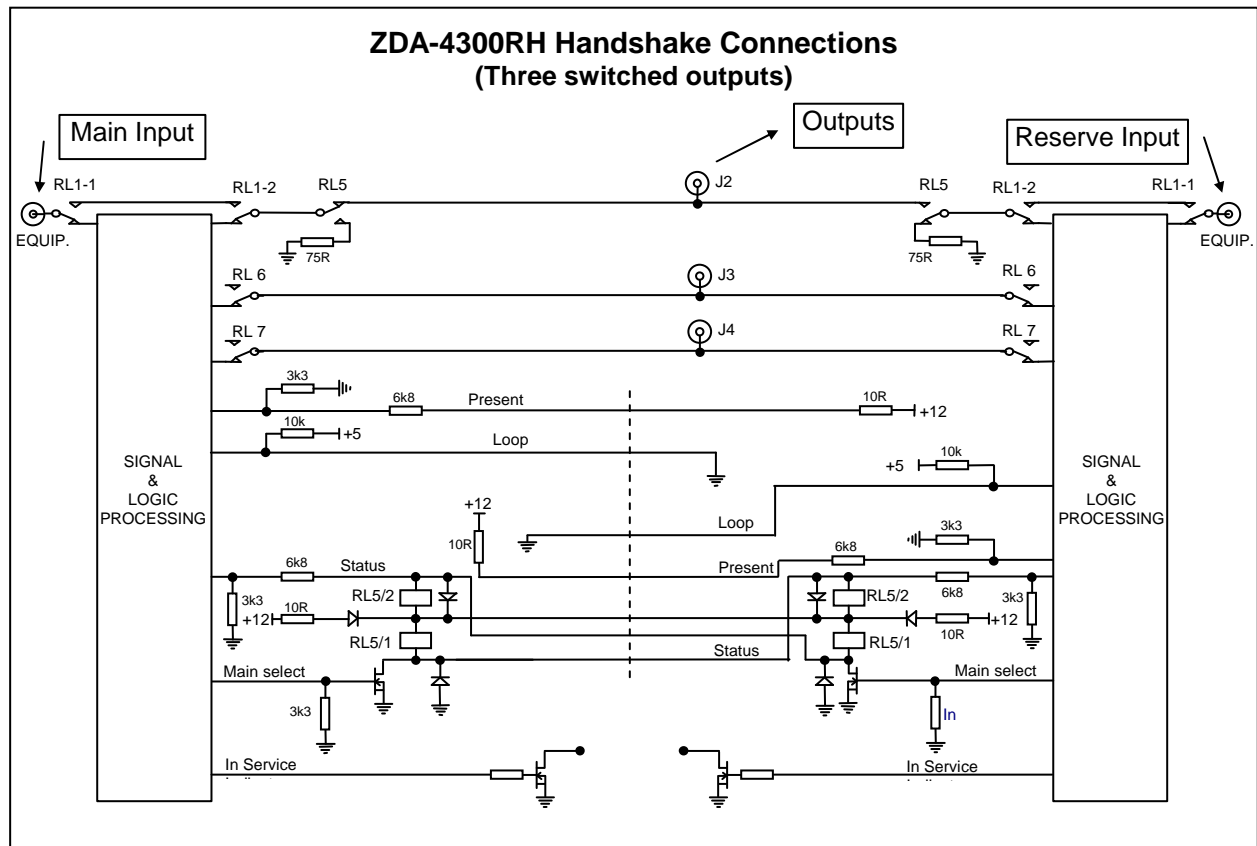 ZDA-4300RH Handshake Connections
(Three switched outputs)
Main Input
Outputs
Reserve Input
RL1-1
RL1-2
RL5
J2
RL5
RL1-2
RL1-1
EQUIP.
75R
75R
EQUIP.
RL 6
J3
RL 6
RL 7
J4
RL 7
3k3
6k8
Present
10R
+12
10k
+5
Loop
SIGNAL
&
LOGIC
PROCESSING
+5
10k
SIGNAL
&
LOGIC
PROCESSING
+12
10R
Loop
3k3
6k8
Present
6k8
Status
3k3
RL5/2
RL5/2
6k8
3k3
+12
10R
10R
+12
RL5/1
RL5/1
Status
Main select
Main select
3k3
In
In Service
In Service